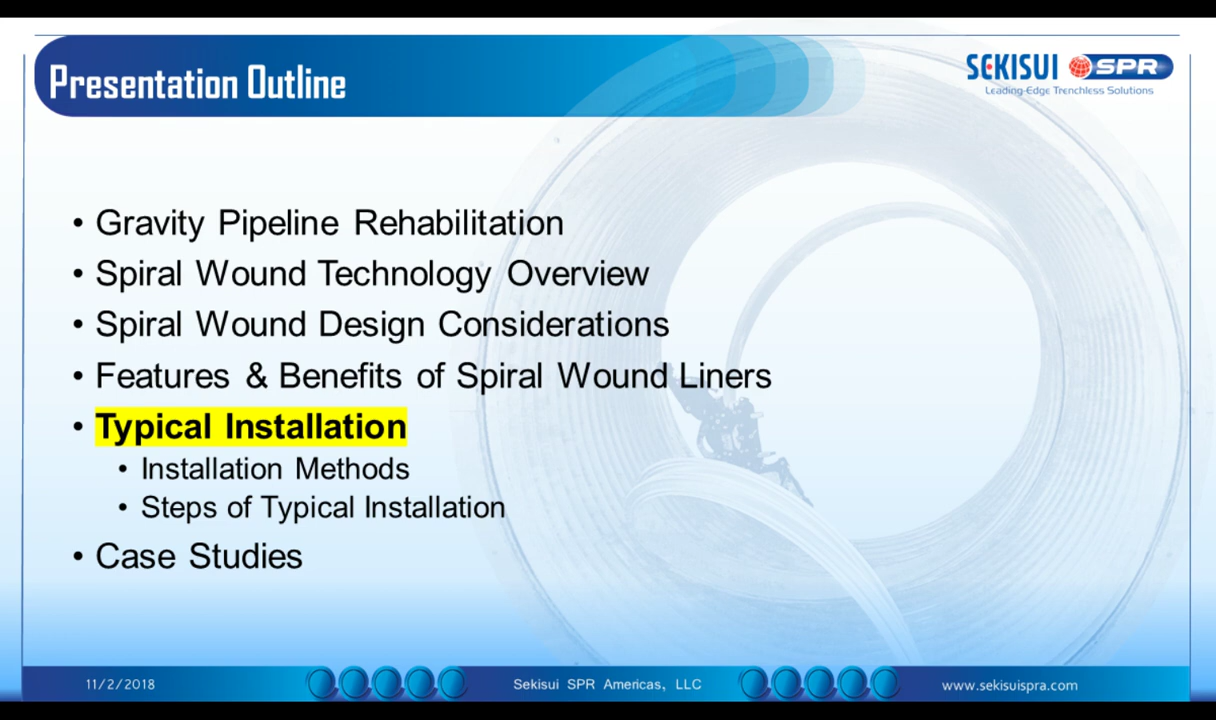 Presentation Outline
SEKISUI SPR
Leading-Edge Trenchless Solutions
• Gravity Pipeline Rehabilitation
• Spiral Wound Technology Overview
• Spiral Wound Design Considerations
• Features & Benefits of Spiral Wound Liners
• Typical Installation
• Installation Methods
• Steps of Typical Installation
• Case Studies
11/2/2018
Sekisui SPR Americas, LLC
www.sekisuispra.com